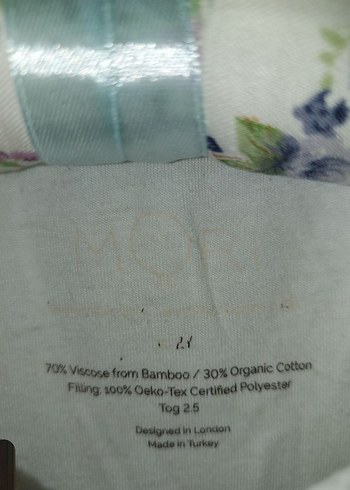 MORI
70% Viscose from Bamboo / 30% Organic Cotton
Filling: 100% Oeko-Tex Certified Polyester
Tog 2.5
Designed in London
Made in Turkey